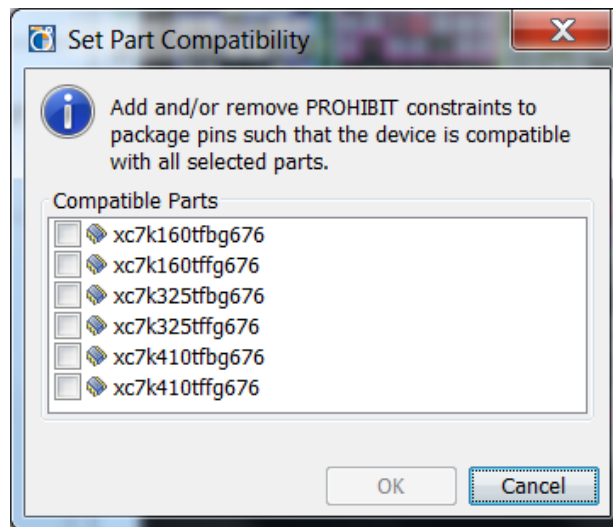 Set Part Compatibility
Add and/or remove PROHIBIT constraints to
package pins such that the device is compatible
with all selected parts.
Compatible Parts
xc7k160tfbg676
xc7k160tffg676
xc7k325tfbg676
xc7k325tffg676
xc7k410tfbg676
xc7k410tffg676
OK
Cancel